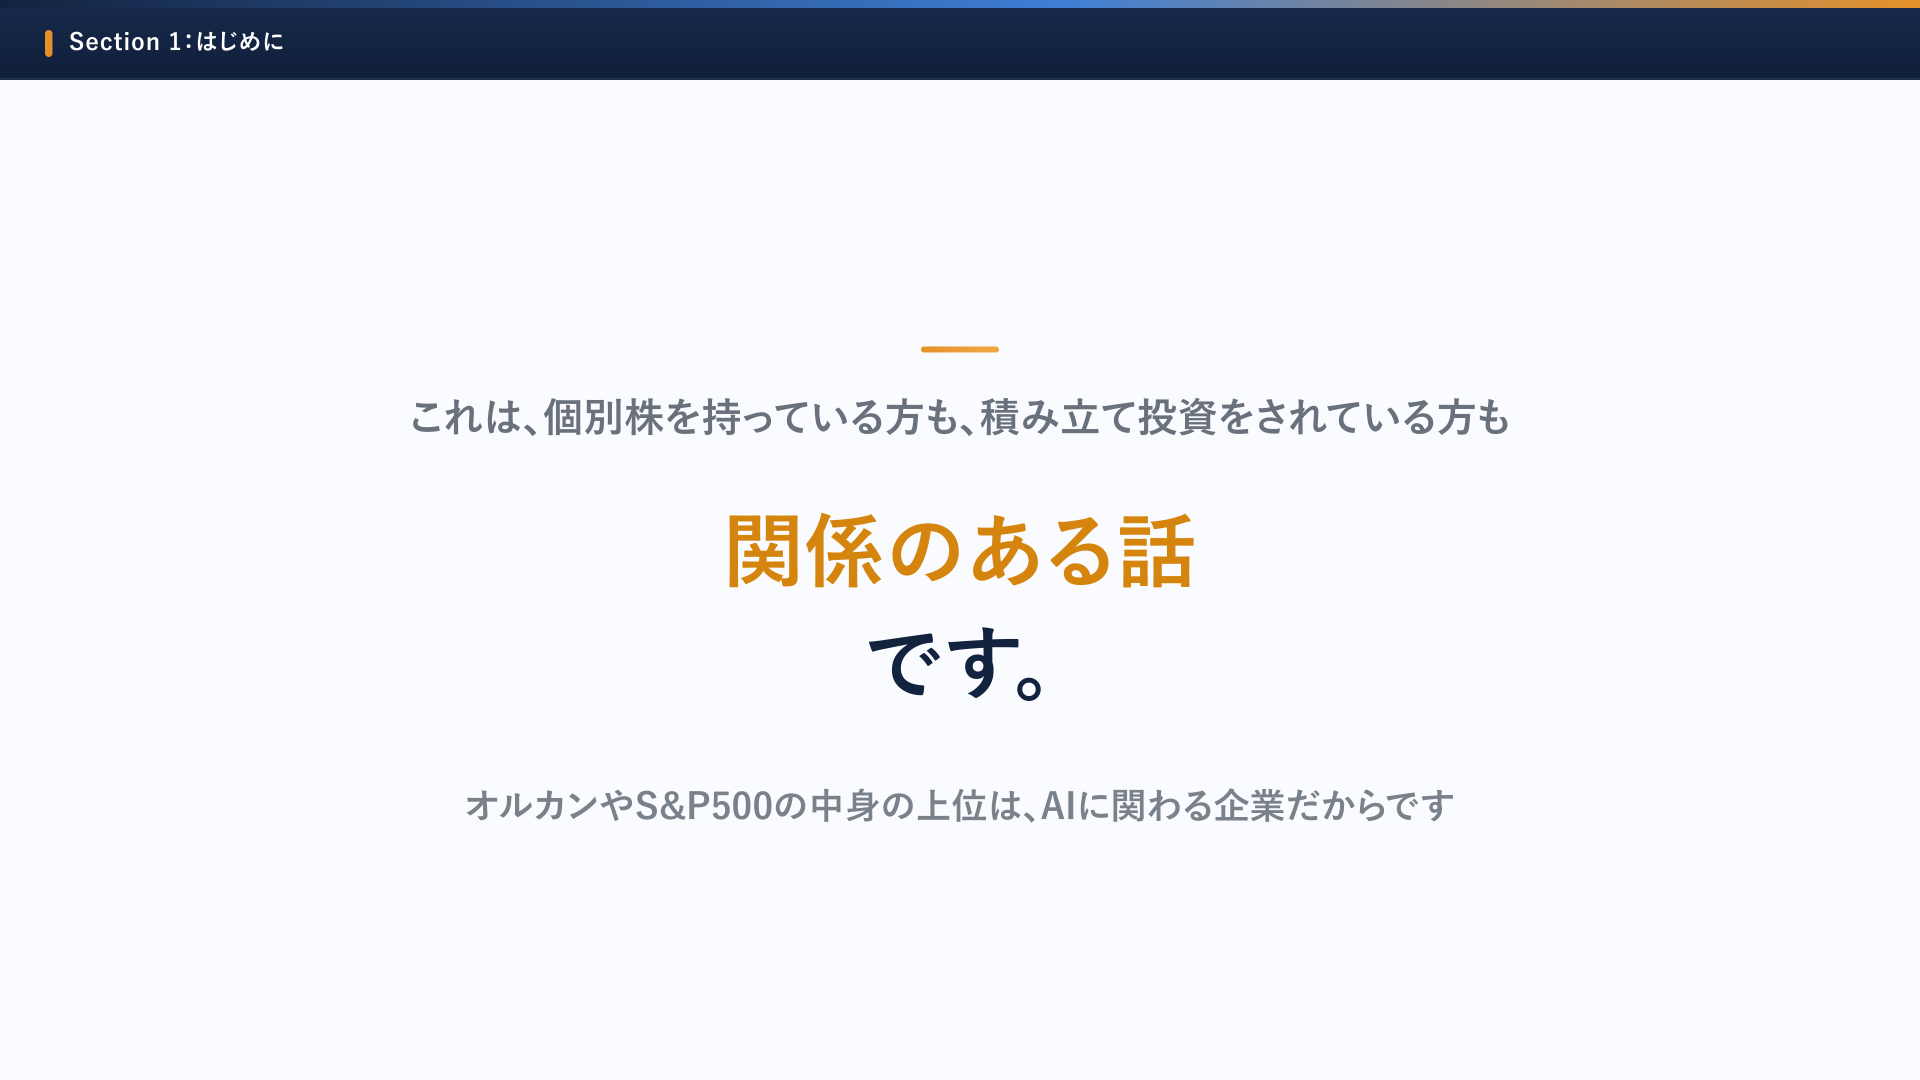 Section 1：はじめに
これは、個別株を持っている方も、積み立て投資をされている方も
関係のある話
です。
オルカンやS&P500の中身の上位は、AIに関わる企業だからです